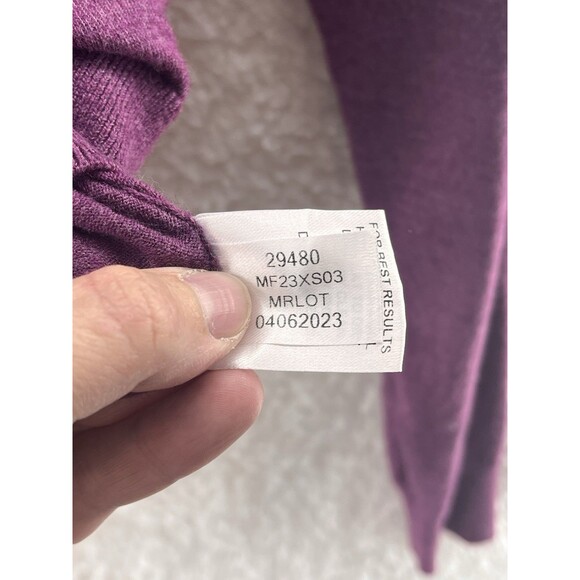 29480
MF23XS03
MRLOT
04062023
FOR BEST RESULTS